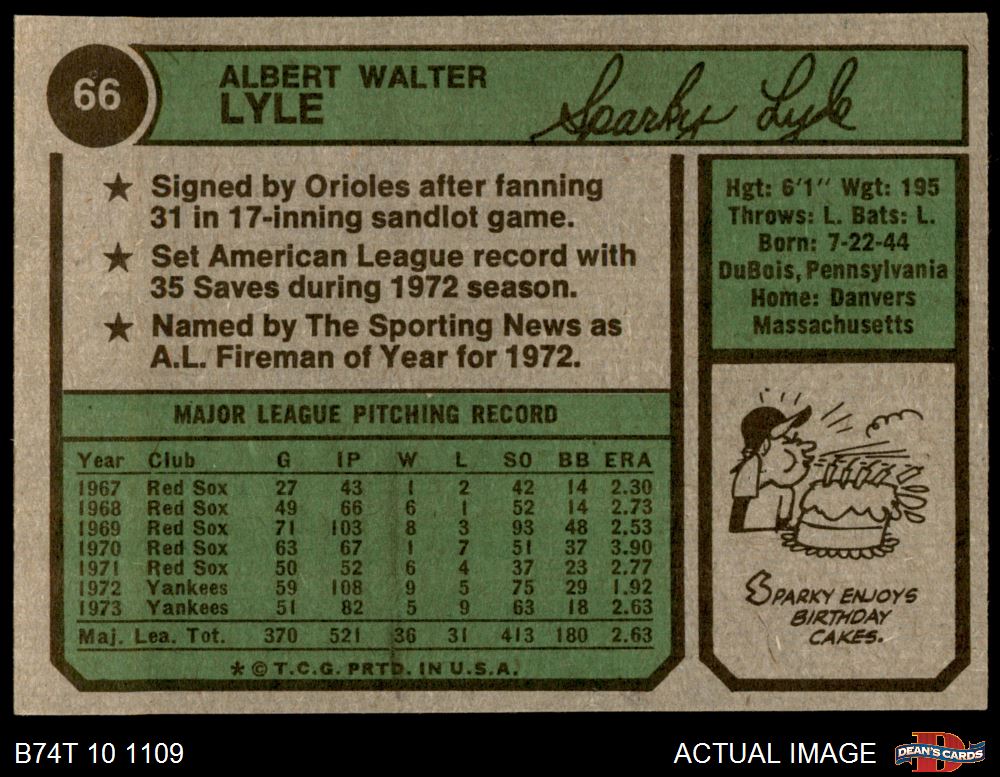 66
ALBERT WALTER
LYLE
Sparky Lyle
★ Signed by Orioles after fanning
31 in 17-inning sandlot game.
★ Set American League record with
35 Saves during 1972 season.
★ Named by The Sporting News as
A.L. Fireman of Year for 1972.
Hgt: 6'1" Wgt: 195
Throws: L. Bats: L.
Born: 7-22-44
DuBois, Pennsylvania
Home: Danvers
Massachusetts
MAJOR LEAGUE PITCHING RECORD
Year Club G IP W L SO BB ERA
1967 Red Sox 27 43 1 2 42 14 2.30
1968 Red Sox 49 66 6 1 52 14 2.73
1969 Red Sox 71 103 8 3 93 48 2.53
1970 Red Sox 63 67 1 7 51 37 3.90
1971 Red Sox 50 52 6 4 37 23 2.77
1972 Yankees 59 108 9 5 75 29 1.92
1973 Yankees 51 82 5 9 63 18 2.63
Maj. Lea. Tot. 370 521 36 31 413 180 2.63
* © T.C.G. PRTD. IN U.S.A.
SPARKY ENJOYS
BIRTHDAY
CAKES.
B74T 10 1109
ACTUAL IMAGE
DEAN'S CARDS